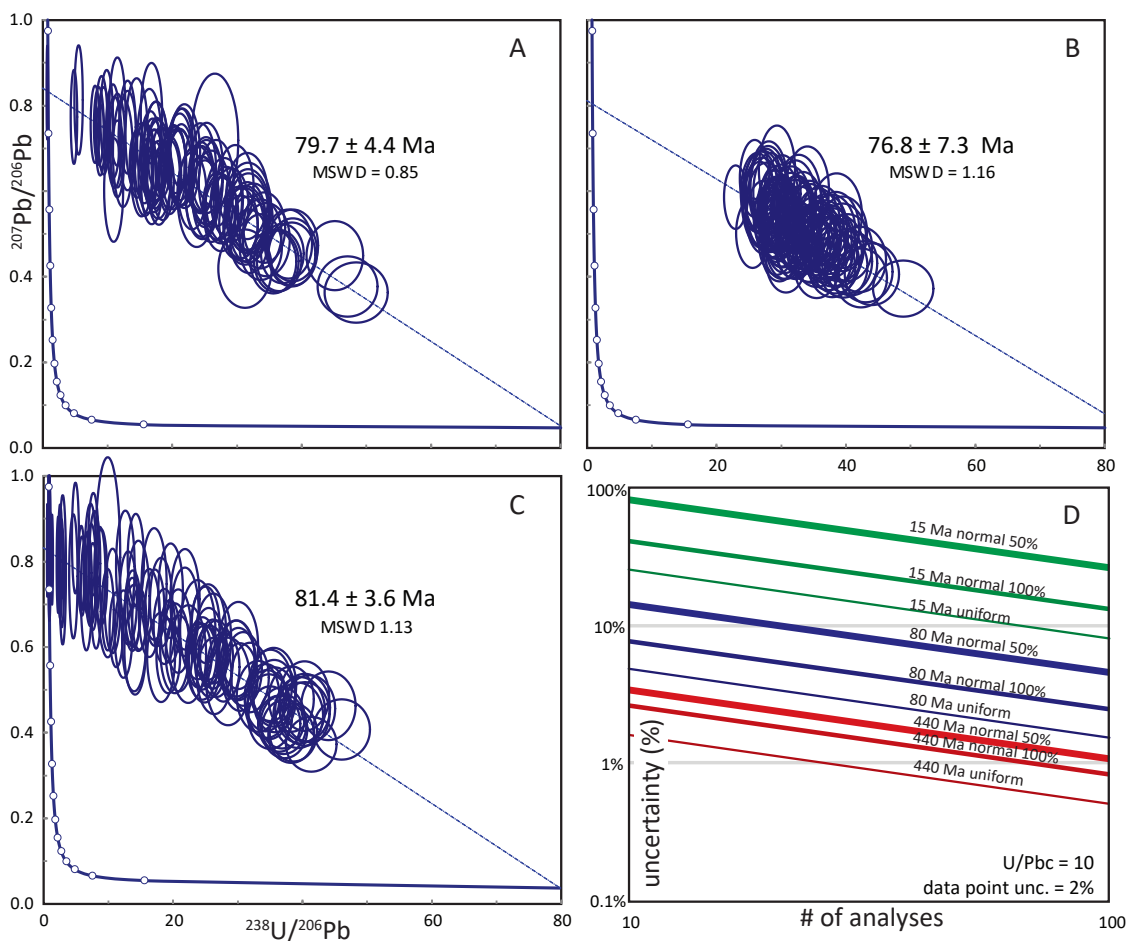 1.0
0.8
0.6
0.4
0.2
0.0
207Pb/206Pb
A
79.7 ± 4.4 Ma
MSWD = 0.85
B
76.8 ± 7.3 Ma
MSWD = 1.16
0
20
40
60
80
1.0
0.8
0.6
0.4
0.2
0.0
C
81.4 ± 3.6 Ma
MSWD 1.13
0
20
40
60
80
238U/206Pb
100%
10%
1%
0.1%
D
15 Ma normal 50%
15 Ma normal 100%
15 Ma uniform
80 Ma normal 50%
80 Ma normal 100%
80 Ma uniform
440 Ma normal 50%
440 Ma normal 100%
440 Ma uniform
uncertainty (%)
U/Pbc = 10
data point unc. = 2%
10
# of analyses
100